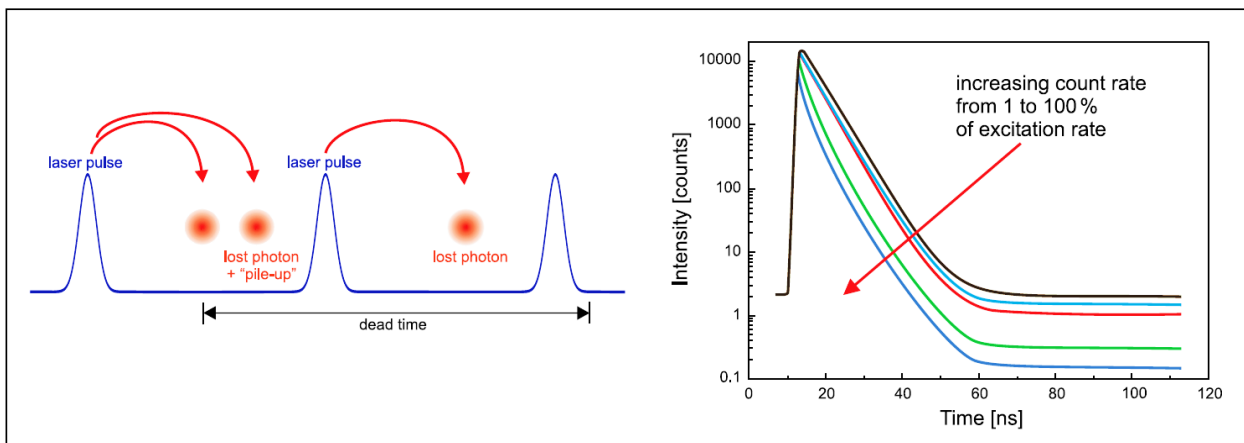 laser pulse
laser pulse
lost photon
+ “pile-up”
lost photon
dead time
Intensity [counts]
10000
1000
100
10
1
0.1
increasing count rate
from 1 to 100 %
of excitation rate
0 20 40 60 80 100 120
Time [ns]